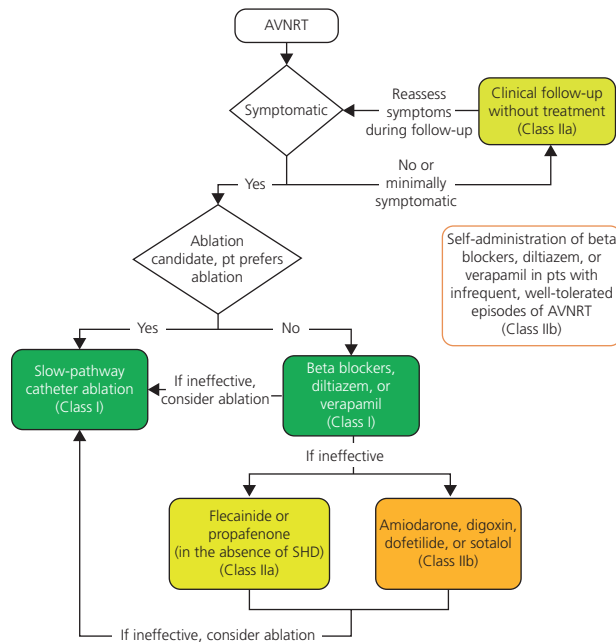 AVNRT
Symptomatic
Reassess
symptoms
during follow-up
Clinical follow-up
without treatment
(Class IIa)
Yes
No or
minimally
symptomatic
Ablation
candidate, pt prefers
ablation
Self-administration of beta
blockers, diltiazem, or
verapamil in pts with
infrequent, well-tolerated
episodes of AVNRT
(Class IIb)
Yes
No
Slow-pathway
catheter ablation
(Class I)
If ineffective,
consider ablation
Beta blockers,
diltiazem, or
verapamil
(Class I)
If ineffective
Flecainide or
propafenone
(in the absence of SHD)
(Class IIa)
Amiodarone, digoxin,
dofetilide, or sotalol
(Class IIb)
If ineffective, consider ablation